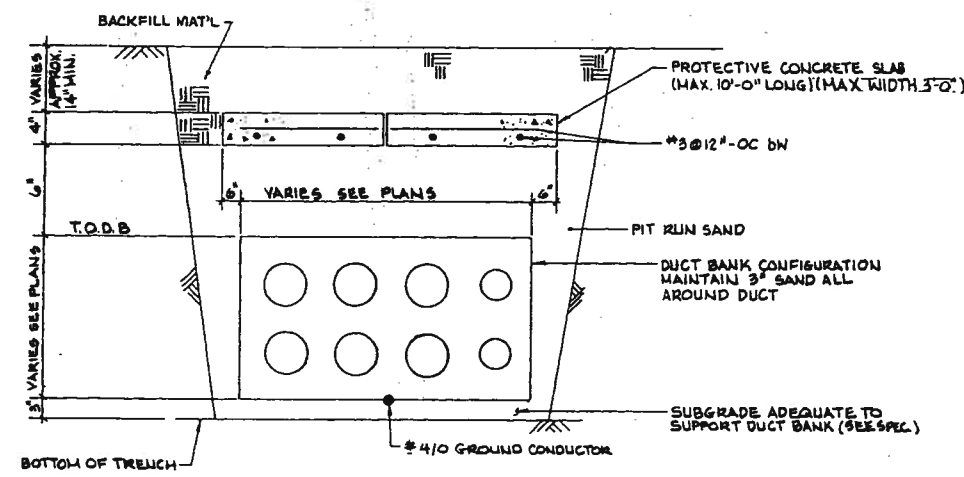 BACKFILL MAT'L
VARIES
APPROX.
14" MIN.
4"
6"
VARIES SEE PLANS
3"
PROTECTIVE CONCRETE SLAB
(MAX. 10'-0" LONG) (MAX WIDTH 3'-0")
#3@12"-OC bW
6"
VARIES SEE PLANS
6"
T.O.D.B
PIT RUN SAND
DUCT BANK CONFIGURATION
MAINTAIN 3" SAND ALL
AROUND DUCT
SUBGRADE ADEQUATE TO
SUPPORT DUCT BANK (SEE SPEC)
#4/0 GROUND CONDUCTOR
BOTTOM OF TRENCH